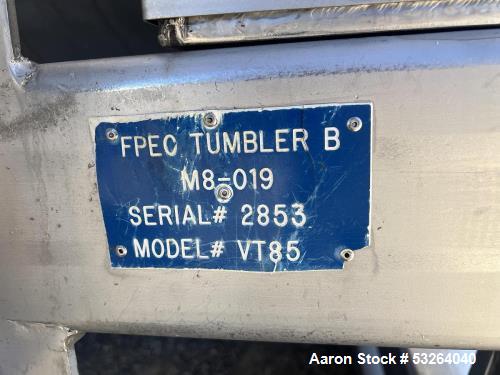 FPEC TUMBLER B
M8-019
SERIAL# 2853
MODEL# VT85
Aaron Stock #53264040